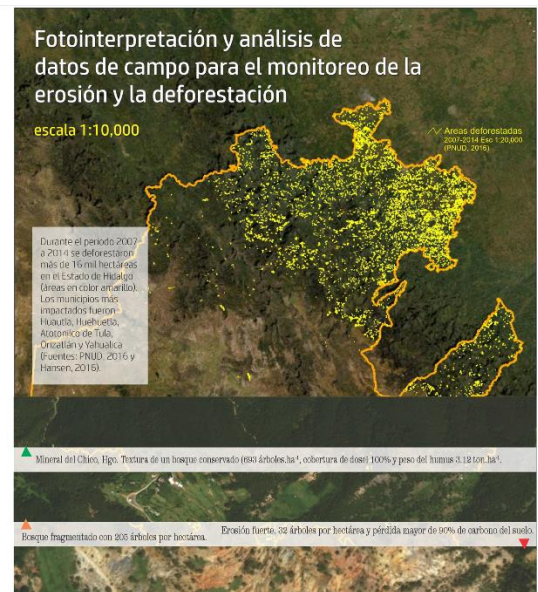 Fotointerpretación y análisis de
datos de campo para el monitoreo de la
erosión y la deforestación
escala 1:10,000
Areas deforestadas
2007-2014 Esc 1:20,000
(PNUD, 2016)
Durante el periodo 2007
a 2014 se deforestaron
más de 16 mil hectáreas
en el Estado de Hidalgo
(áreas en color amarillo).
Los municipios más
impactados fueron
Huautla, Huehuetla,
Atotonilco de Tula,
Orizatlán y Yahualica
(Fuentes: PNUD, 2016 y
Hansen, 2016).
Mineral del Chico, Hgo. Textura de un bosque conservado (693 árboles.ha⁻¹, cobertura de dosel 100% y peso del humus 3.12 ton.ha⁻¹.
Bosque fragmentado con 205 árboles por hectárea.
Erosión fuerte, 32 árboles por hectárea y pérdida mayor de 90% de carbono del suelo.